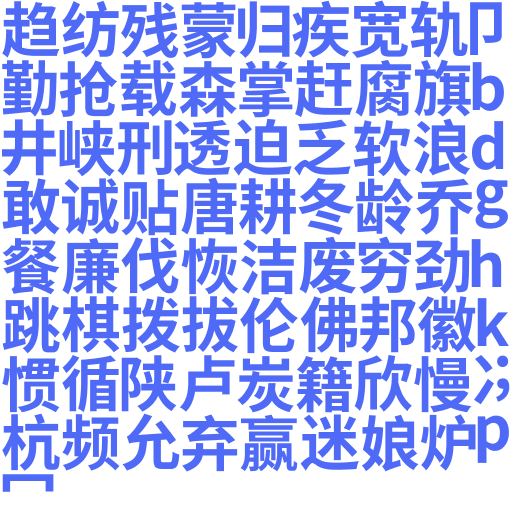 趋纺残蒙归疾宽轨卩
勤抢载森掌赶腐旗b
井峡刑透迫乏软浪d
敢诚贴唐耕冬龄乔g
餐廉伐恢洁废穷劲h
跳棋拨拔伦佛邦徽k
惯循陕卢炭籍欣慢冫;
杭频允弃赢迷娘炉p
冖